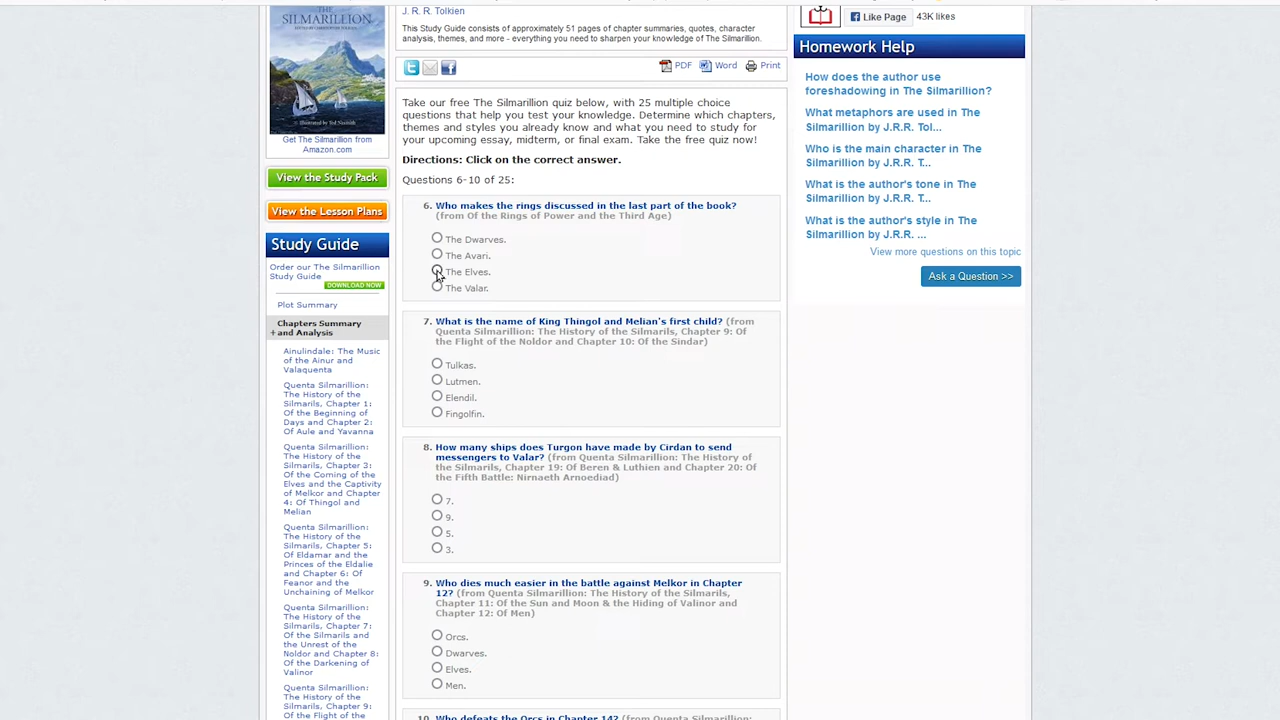 THE
SILMARILLION
Get The Silmarillion from
Amazon.com
View the Study Pack
View the Lesson Plans
Study Guide
Order our The Silmarillion
Study Guide
DOWNLOAD NOW
Plot Summary
Chapters Summary
+and Analysis
Ainulindale: The Music
of the Ainur and
Valaquenta
Quenta Silmarillion:
The History of the
Silmarils, Chapter 1:
Of the Beginning of
Days and Chapter 2:
Of Aule and Yavanna
Quenta Silmarillion:
The History of the
Silmarils, Chapter 3:
Of the Coming of the
Elves and the Captivity
of Melkor and Chapter
4: Of Thingol and
Melian
Quenta Silmarillion:
The History of the
Silmarils, Chapter 5:
Of Eldamar and the
Princes of the Eldalie
and Chapter 6: Of
Feanor and the
Unchaining of Melkor
Quenta Silmarillion:
The History of the
Silmarils, Chapter 7:
Of the Silmarils and
the Unrest of the
Noldor and Chapter 8:
Of the Darkening of
Valinor
Quenta Silmarillion:
The History of the
Silmarils, Chapter 9:
Of the Flight of the
J. R. R. Tolkien
This Study Guide consists of approximately 51 pages of chapter summaries, quotes, character
analysis, themes, and more - everything you need to sharpen your knowledge of The Silmarillion.
PDF Word Print
Take our free The Silmarillion quiz below, with 25 multiple choice
questions that help you test your knowledge. Determine which chapters,
themes and styles you already know and what you need to study for
your upcoming essay, midterm, or final exam. Take the free quiz now!
Directions: Click on the correct answer.
Questions 6-10 of 25:
6. Who makes the rings discussed in the last part of the book?
(from Of the Rings of Power and the Third Age)
The Dwarves.
The Avari.
The Elves.
The Valar.
7. What is the name of King Thingol and Melian's first child? (from
Quenta Silmarillion: The History of the Silmarils, Chapter 9: Of
the Flight of the Noldor and Chapter 10: Of the Sindar)
Tulkas.
Lutmen.
Elendil.
Fingolfin.
8. How many ships does Turgon have made by Cirdan to send
messengers to Valar? (from Quenta Silmarillion: The History of
the Silmarils, Chapter 19: Of Beren & Luthien and Chapter 20: Of
the Fifth Battle: Nirnaeth Arnoediad)
7.
9.
5.
3.
9. Who dies much easier in the battle against Melkor in Chapter
12? (from Quenta Silmarillion: The History of the Silmarils,
Chapter 11: Of the Sun and Moon & the Hiding of Valinor and
Chapter 12: Of Men)
Orcs.
Dwarves.
Elves.
Men.
10. Who defeats the Orcs in Chapter 14? (from Quenta Silmarillion:
Like Page 43K likes
Homework Help
How does the author use
foreshadowing in The Silmarillion?
What metaphors are used in The
Silmarillion by J.R.R. Tol...
Who is the main character in The
Silmarillion by J.R.R. T...
What is the author's tone in The
Silmarillion by J.R.R. T...
What is the author's style in The
Silmarillion by J.R.R. ...
View more questions on this topic
Ask a Question >>